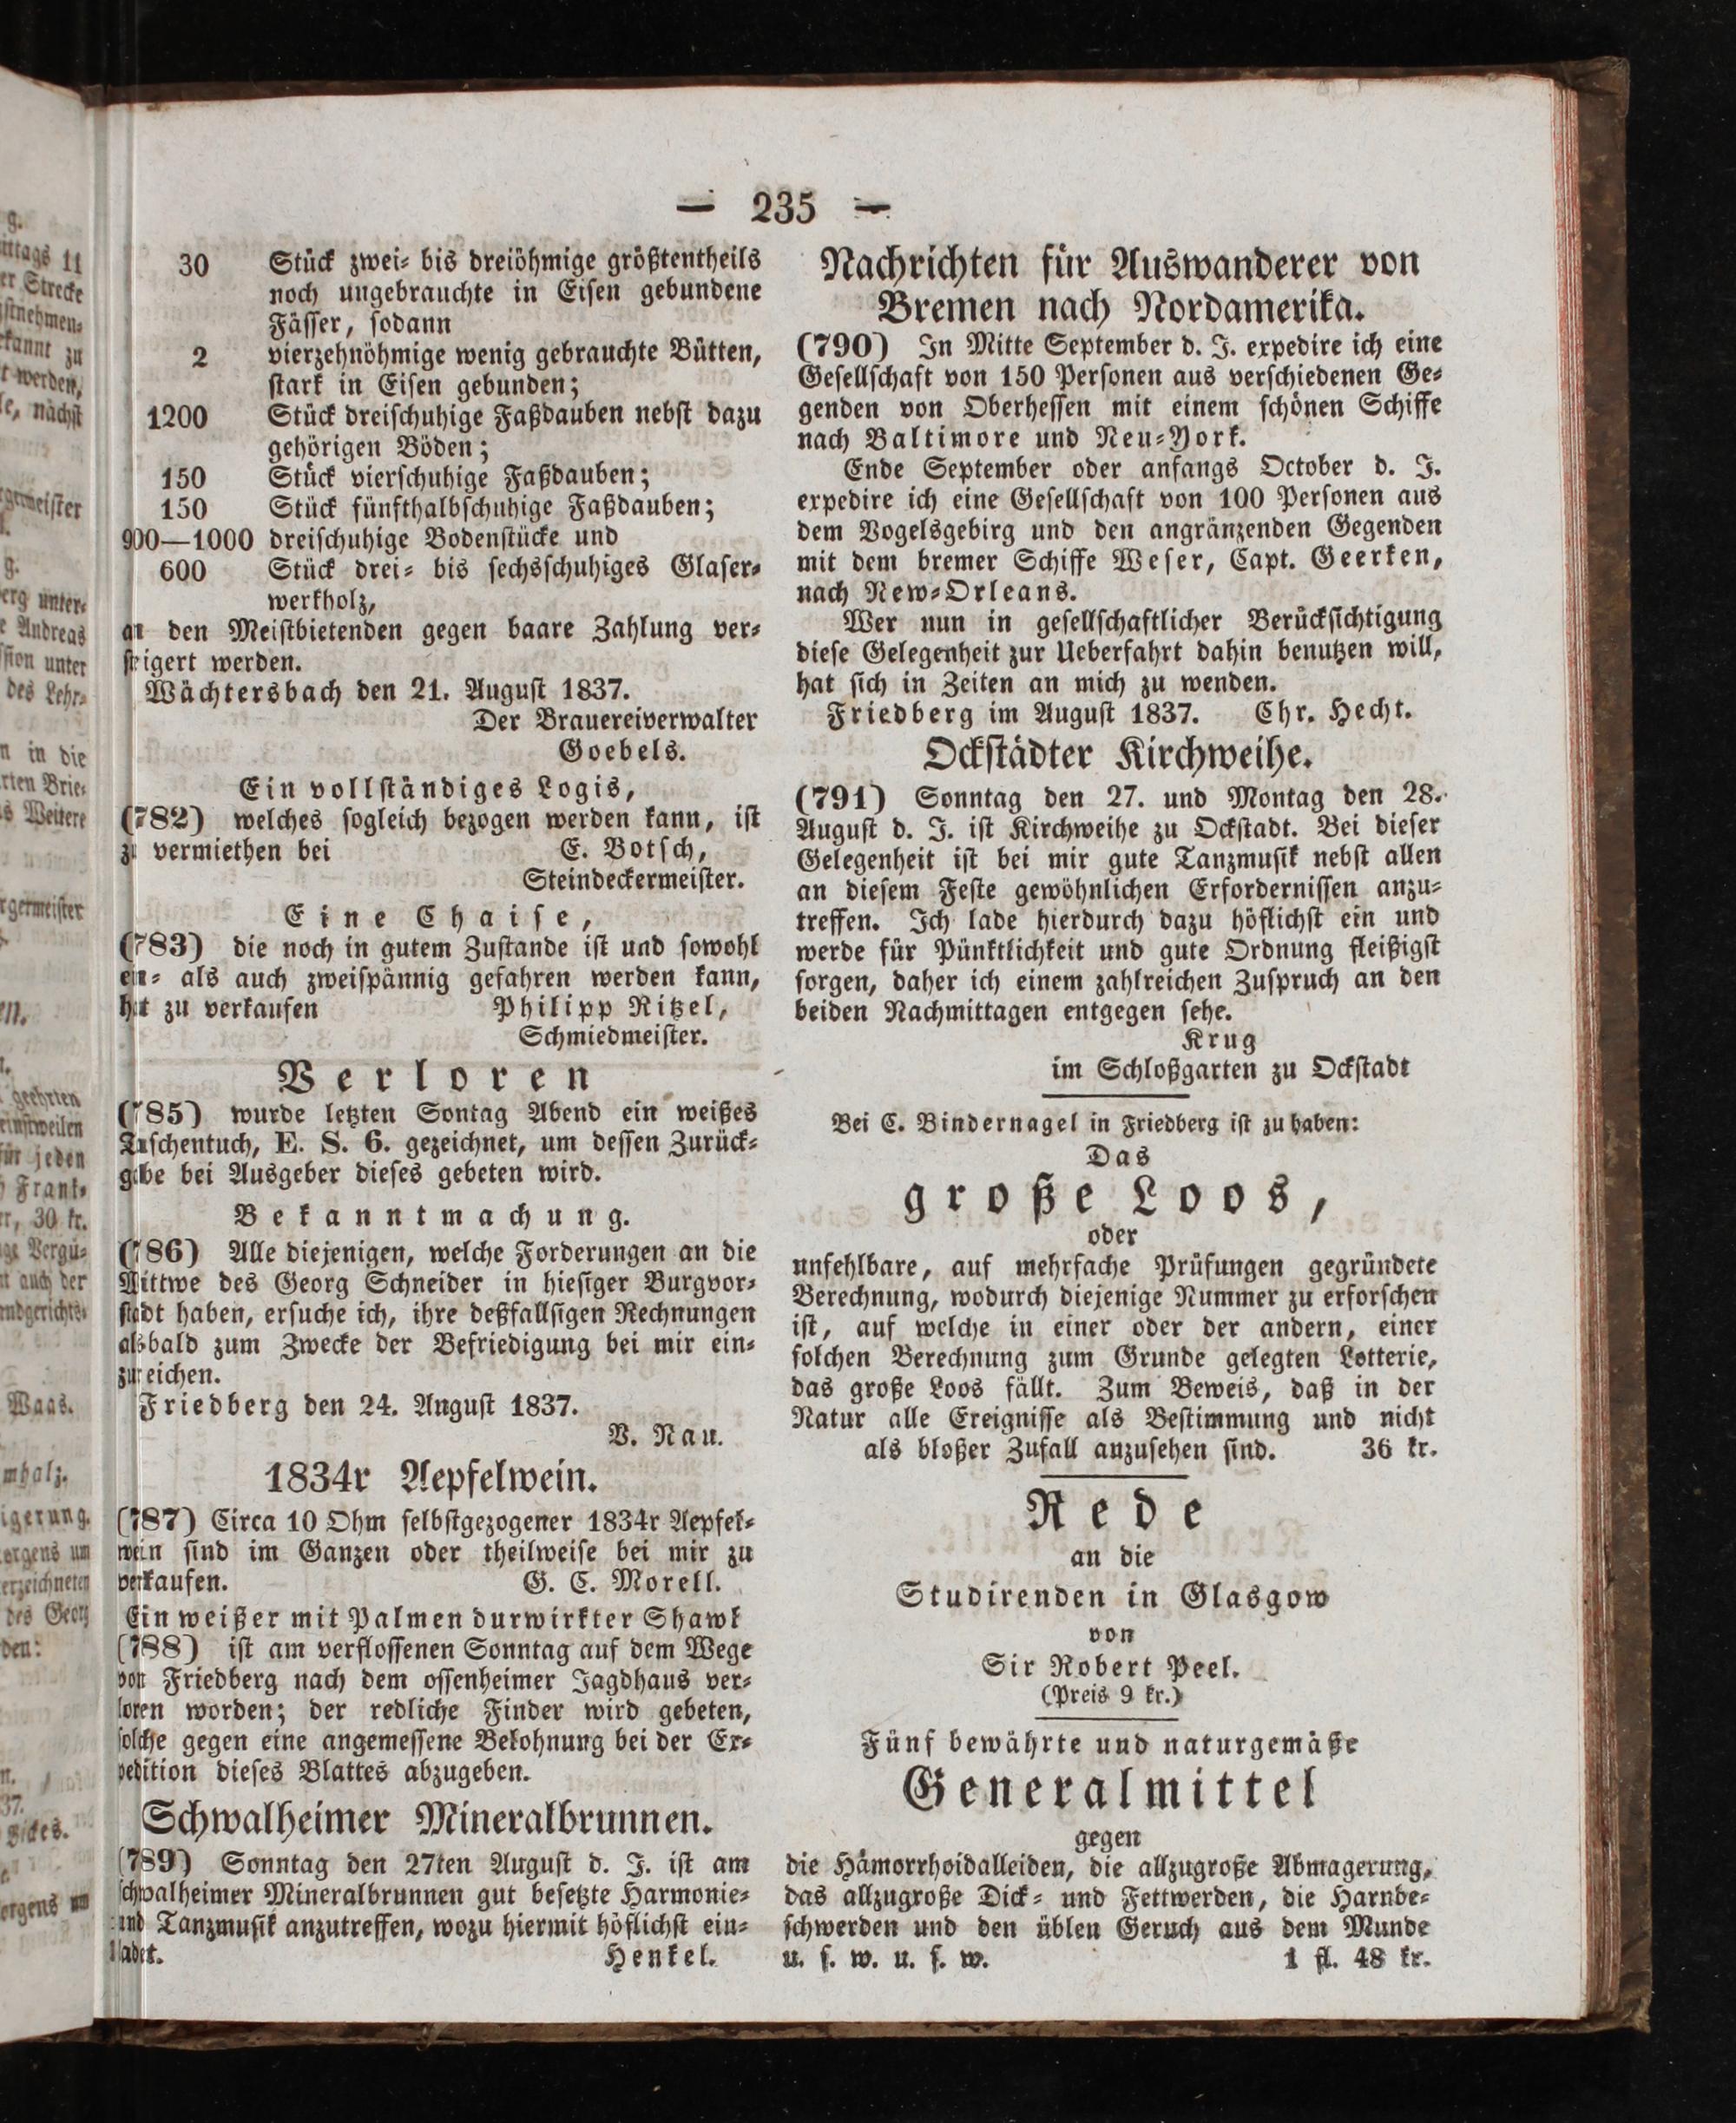 — 235 —
30 Stück zwei- bis dreiöhmige größtentheils
noch ungebrauchte in Eisen gebundene
Fässer, sodann
2 vierzehnöhmige wenig gebrauchte Bütten,
stark in Eisen gebunden;
1200 Stück dreischuhige Faßdauben nebst dazu
gehörigen Böden;
150 Stück vierschuhige Faßdauben;
150 Stück fünfthalbschuhige Faßdauben;
900—1000 dreischuhige Bodenstücke und
600 Stück drei- bis sechsschuhiges Glaser-
werkholz,
an den Meistbietenden gegen baare Zahlung ver-
steigert werden.
Wächtersbach den 21. August 1837.
Der Brauereiverwalter
Goebels.
Ein vollständiges Logis,
(782) welches sogleich bezogen werden kann, ist
zu vermiethen bei E. Botsch,
Steindeckermeister.
Eine Chaise,
(783) die noch in gutem Zustande ist und sowohl
ein- als auch zweispännig gefahren werden kann,
hat zu verkaufen Philipp Ritzel,
Schmiedmeister.
Verloren
(785) wurde letzten Sontag Abend ein weißes
Taschentuch, E. S. 6. gezeichnet, um dessen Zurück-
gabe bei Ausgeber dieses gebeten wird.
Bekanntmachung.
(786) Alle diejenigen, welche Forderungen an die
Wittwe des Georg Schneider in hiesiger Burgvor-
stadt haben, ersuche ich, ihre deßfallsigen Rechnungen
alsbald zum Zwecke der Befriedigung bei mir ein-
zureichen.
Friedberg den 24. August 1837.
V. Nau.
1834r Aepfelwein.
(787) Circa 10 Ohm selbstgezogener 1834r Aepfel-
wein sind im Ganzen oder theilweise bei mir zu
verkaufen. G. C. Morell.
Ein weißer mit Palmen durwirkter Shawl
(788) ist am verflossenen Sonntag auf dem Wege
von Friedberg nach dem ossenheimer Jagdhaus ver-
loren worden; der redliche Finder wird gebeten,
solche gegen eine angemessene Belohnung bei der Ex-
pedition dieses Blattes abzugeben.
Schwalheimer Mineralbrunnen.
(789) Sonntag den 27ten August d. J. ist am
schwalheimer Mineralbrunnen gut besetzte Harmonie-
und Tanzmusik anzutreffen, wozu hiermit höflichst ein-
ladet. Henkel.
Nachrichten für Auswanderer von
Bremen nach Nordamerika.
(790) In Mitte September d. J. expedire ich eine
Gesellschaft von 150 Personen aus verschiedenen Ge-
genden von Oberhessen mit einem schönen Schiffe
nach Baltimore und Neu-York.
Ende September oder anfangs October d. J.
expedire ich eine Gesellschaft von 100 Personen aus
dem Vogelsgebirg und den angränzenden Gegenden
mit dem bremer Schiffe Weser, Capt. Geerken,
nach New-Orleans.
Wer nun in gesellschaftlicher Berücksichtigung
diese Gelegenheit zur Ueberfahrt dahin benutzen will,
hat sich in Zeiten an mich zu wenden.
Friedberg im August 1837. Chr. Hecht.
Ockstädter Kirchweihe.
(791) Sonntag den 27. und Montag den 28.
August d. J. ist Kirchweihe zu Ockstadt. Bei dieser
Gelegenheit ist bei mir gute Tanzmusik nebst allen
an diesem Feste gewöhnlichen Erfordernissen anzu-
treffen. Ich lade hierdurch dazu höflichst ein und
werde für Pünktlichkeit und gute Ordnung fleißigst
sorgen, daher ich einem zahlreichen Zuspruch an den
beiden Nachmittagen entgegen sehe.
Krug
im Schloßgarten zu Ockstadt
Bei C. Bindernagel in Friedberg ist zu haben:
Das
große Loos,
oder
unfehlbare, auf mehrfache Prüfungen gegründete
Berechnung, wodurch diejenige Nummer zu erforschen
ist, auf welche in einer oder der andern, einer
solchen Berechnung zum Grunde gelegten Lotterie,
das große Loos fällt. Zum Beweis, daß in der
Natur alle Ereignisse als Bestimmung und nicht
als bloßer Zufall anzusehen sind. 36 kr.
Rede
an die
Studirenden in Glasgow
von
Sir Robert Peel.
(Preis 9 kr.)
Fünf bewährte und naturgemäße
Generalmittel
gegen
die Hämorrhoidalleiden, die allzugroße Abmagerung,
das allzugroße Dick- und Fettwerden, die Harnbe-
schwerden und den üblen Geruch aus dem Munde
u. s. w. u. s. w. 1 fl. 48 kr.